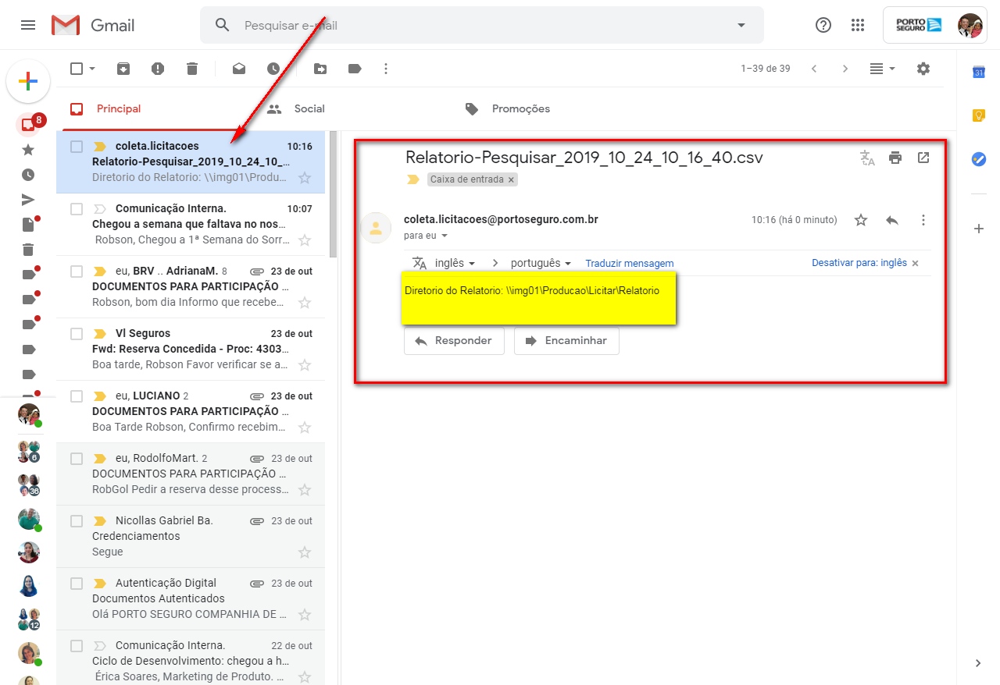 Gmail
Pesquisar e-mail
PORTO
SEGURO
1–39 de 39
31
8
Principal
Social
Promoções
coleta.licitacoes 10:16
Relatorio-Pesquisar_2019_10_24_10_...
Diretorio do Relatorio: \\img01\Produ...
Comunicação Interna. 10:07
Chegou a semana que faltava no nos...
Robson, Chegou a 1ª Semana do Sorr...
eu, BRV .. AdrianaM. 8 23 de out
DOCUMENTOS PARA PARTICIPAÇÃO ...
Robson, bom dia Informo que recebe...
Vl Seguros 23 de out
Fwd: Reserva Concedida - Proc: 4303...
Boa tarde, Robson Favor verificar se a...
eu, LUCIANO 2 23 de out
DOCUMENTOS PARA PARTICIPAÇÃO ...
Boa Tarde Robson, Confirmo recebim...
eu, RodolfoMart. 2 23 de out
DOCUMENTOS PARA PARTICIPAÇÃO ...
RobGol Pedir a reserva desse process...
Nicollas Gabriel Ba. 23 de out
Credenciamentos
Segue
Autenticação Digital 23 de out
Documentos Autenticados
Olá PORTO SEGURO COMPANHIA DE ...
Comunicação Interna. 22 de out
Ciclo de Desenvolvimento: chegou a h...
Érica Soares, Marketing de Produto. ...
6
36
12
Relatorio-Pesquisar_2019_10_24_10_16_40.csv
Caixa de entrada ×
coleta.licitacoes@portoseguro.com.br 10:16 (há 0 minuto)
para eu
inglês > português Traduzir mensagem Desativar para: inglês ×
Diretorio do Relatorio: \\img01\Producao\Licitar\Relatorio
Responder Encaminhar